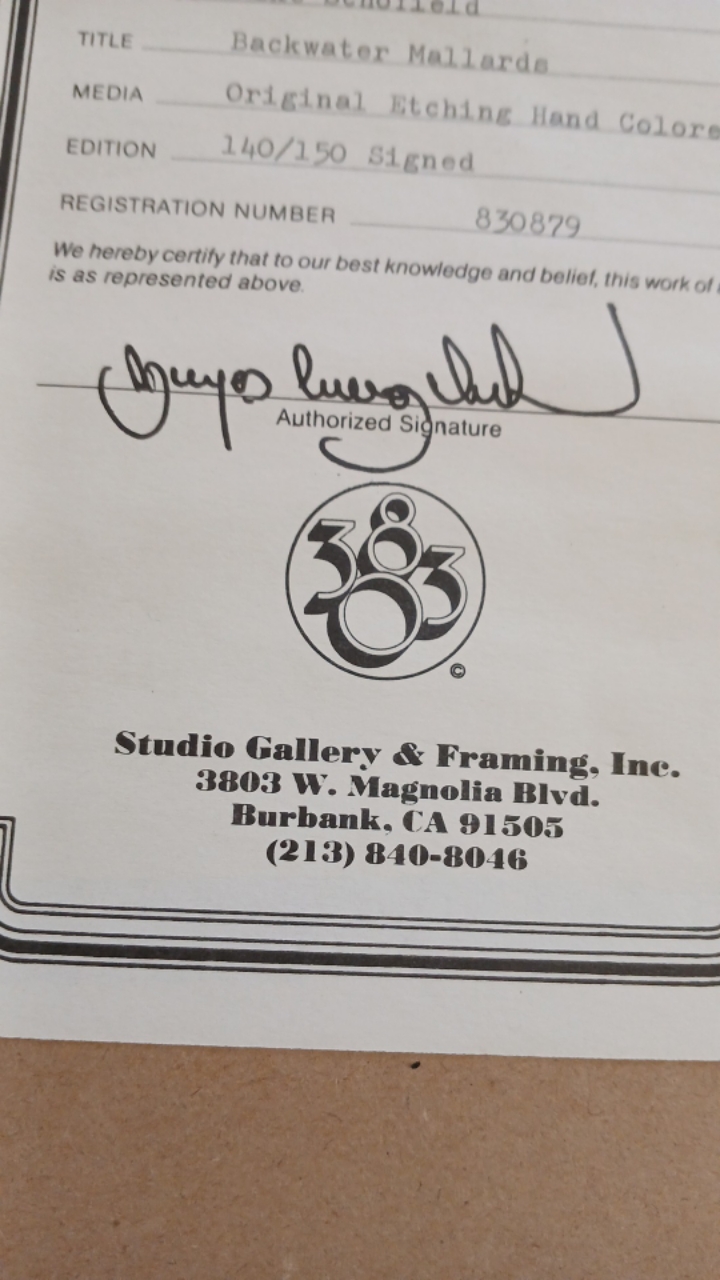 Schofield
TITLE Backwater Mallards
MEDIA Original Etching Hand Colore
EDITION 140/150 Signed
REGISTRATION NUMBER 830879
We hereby certify that to our best knowledge and belief, this work of
is as represented above.
Authorized Signature
3803
©
Studio Gallery & Framing, Inc.
3803 W. Magnolia Blvd.
Burbank, CA 91505
(213) 840-8046